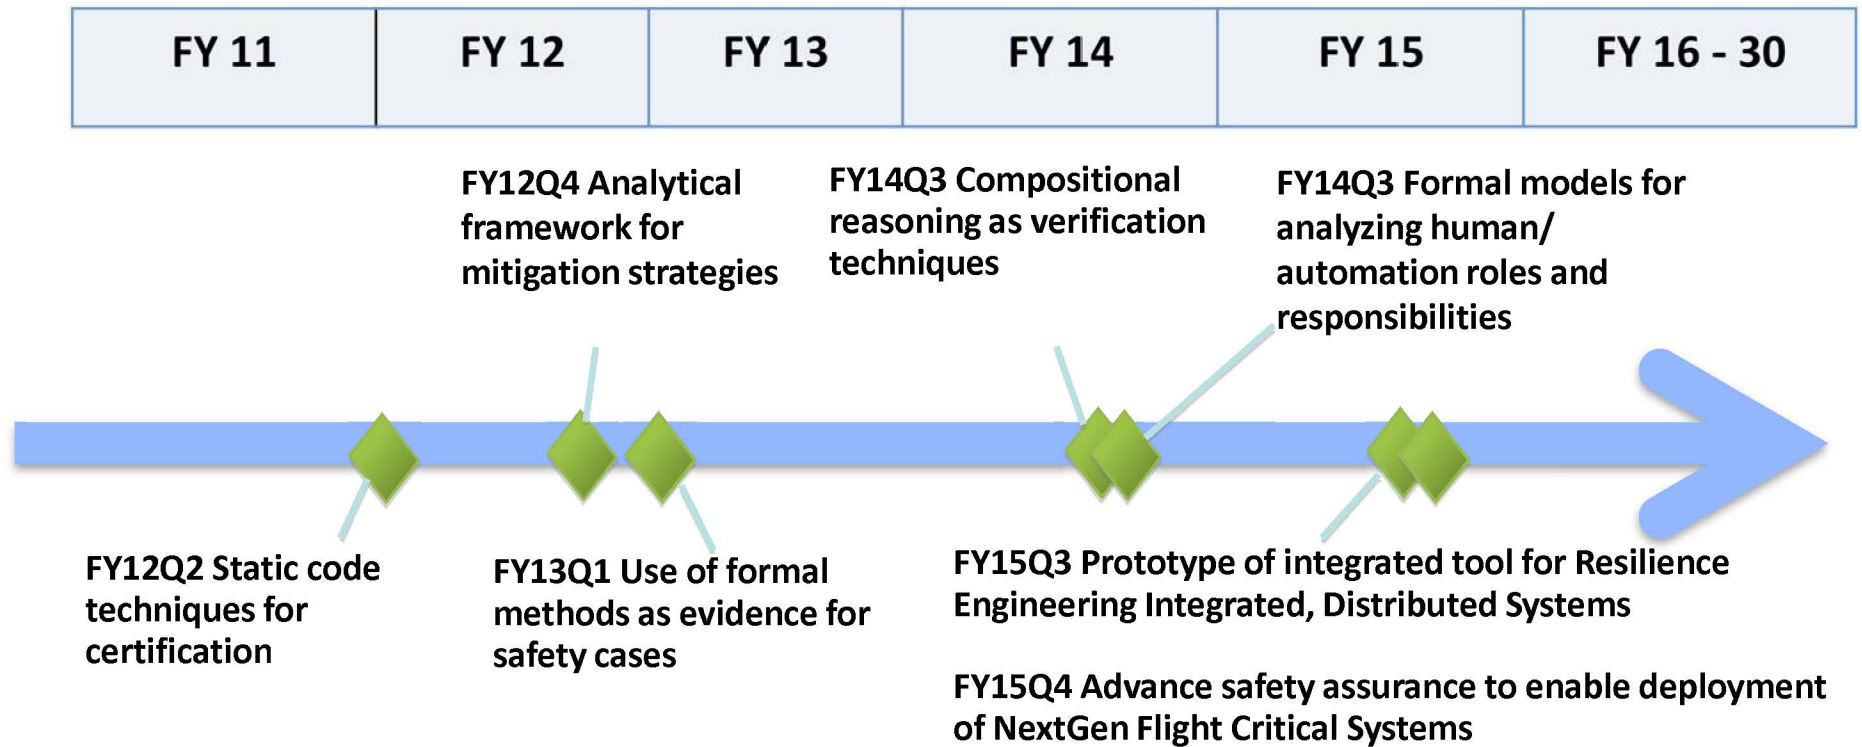 FY 11
FY 12
FY 13
FY 14
FY 15
FY 16 - 30
FY12Q4 Analytical
framework for
mitigation strategies
FY14Q3 Compositional
reasoning as verification
techniques
FY14Q3 Formal models for
analyzing human/
automation roles and
responsibilities
FY12Q2 Static code
techniques for
certification
FY13Q1 Use of formal
methods as evidence for
safety cases
FY15Q3 Prototype of integrated tool for Resilience
Engineering Integrated, Distributed Systems
FY15Q4 Advance safety assurance to enable deployment
of NextGen Flight Critical Systems